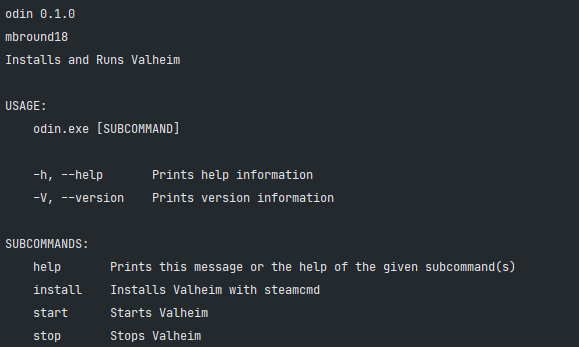 odin 0.1.0
mbround18
Installs and Runs Valheim
USAGE:
odin.exe [SUBCOMMAND]
-h, --help Prints help information
-V, --version Prints version information
SUBCOMMANDS:
help Prints this message or the help of the given subcommand(s)
install Installs Valheim with steamcmd
start Starts Valheim
stop Stops Valheim